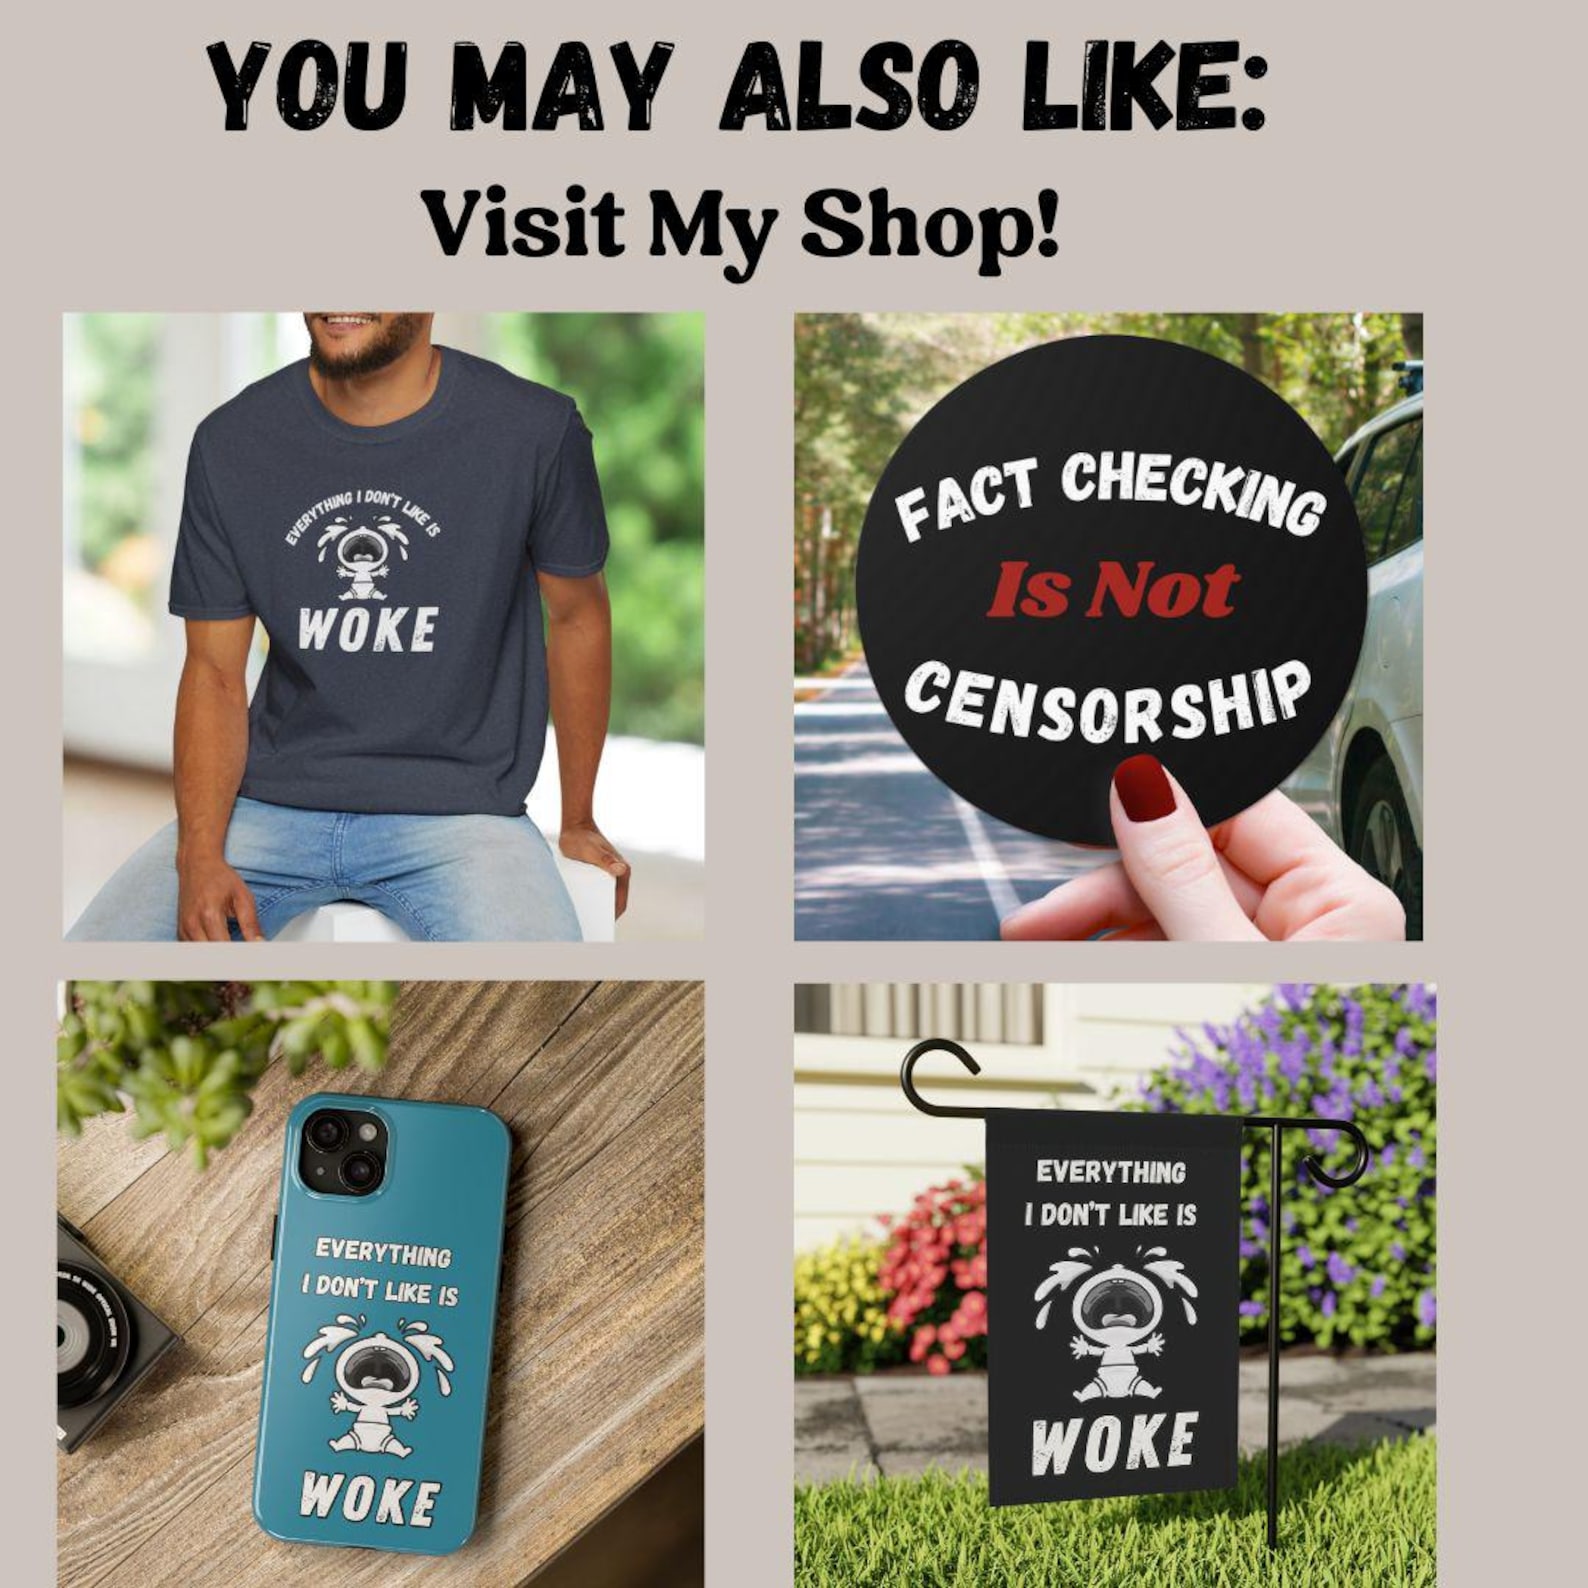 YOU MAY ALSO LIKE:
Visit My Shop!
EVERYTHING I DON'T LIKE IS
WOKE
FACT CHECKING
Is Not
CENSORSHIP
EVERYTHING
I DON'T LIKE IS
WOKE
EVERYTHING
I DON'T LIKE IS
WOKE